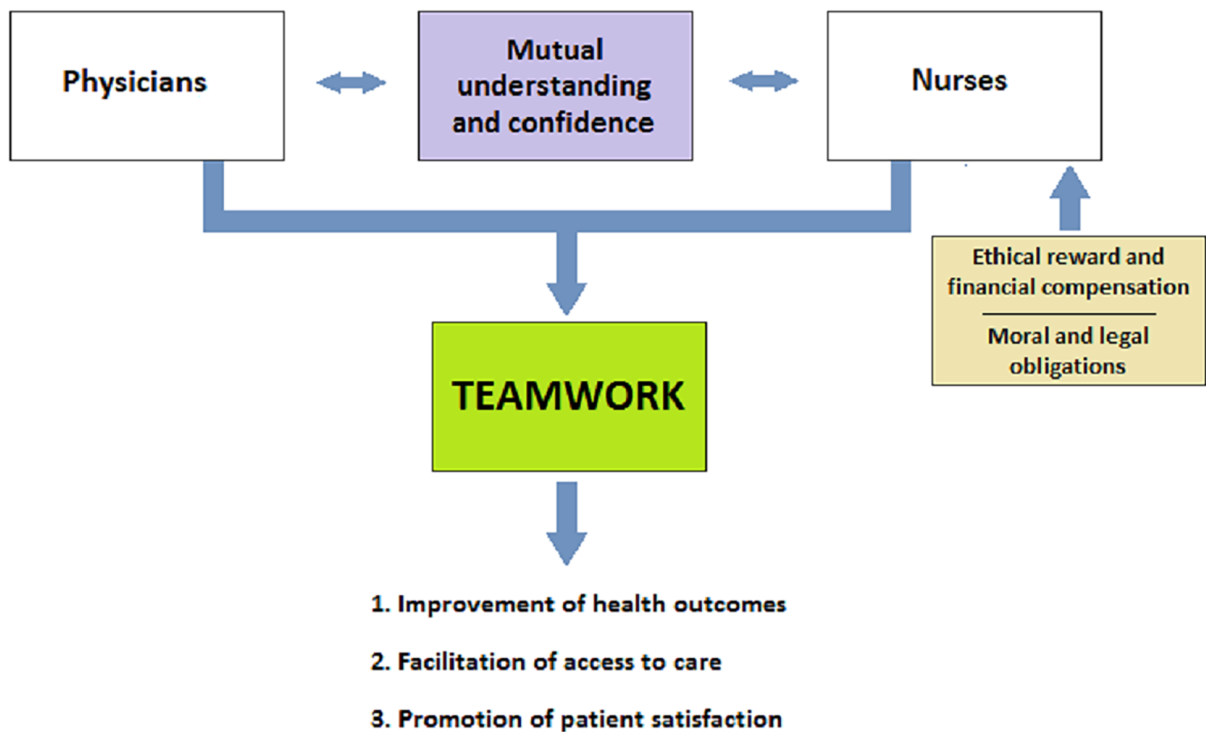 Physicians
Mutual
understanding
and confidence
Nurses
Ethical reward and
financial compensation
Moral and legal
obligations
TEAMWORK
1. Improvement of health outcomes
2. Facilitation of access to care
3. Promotion of patient satisfaction